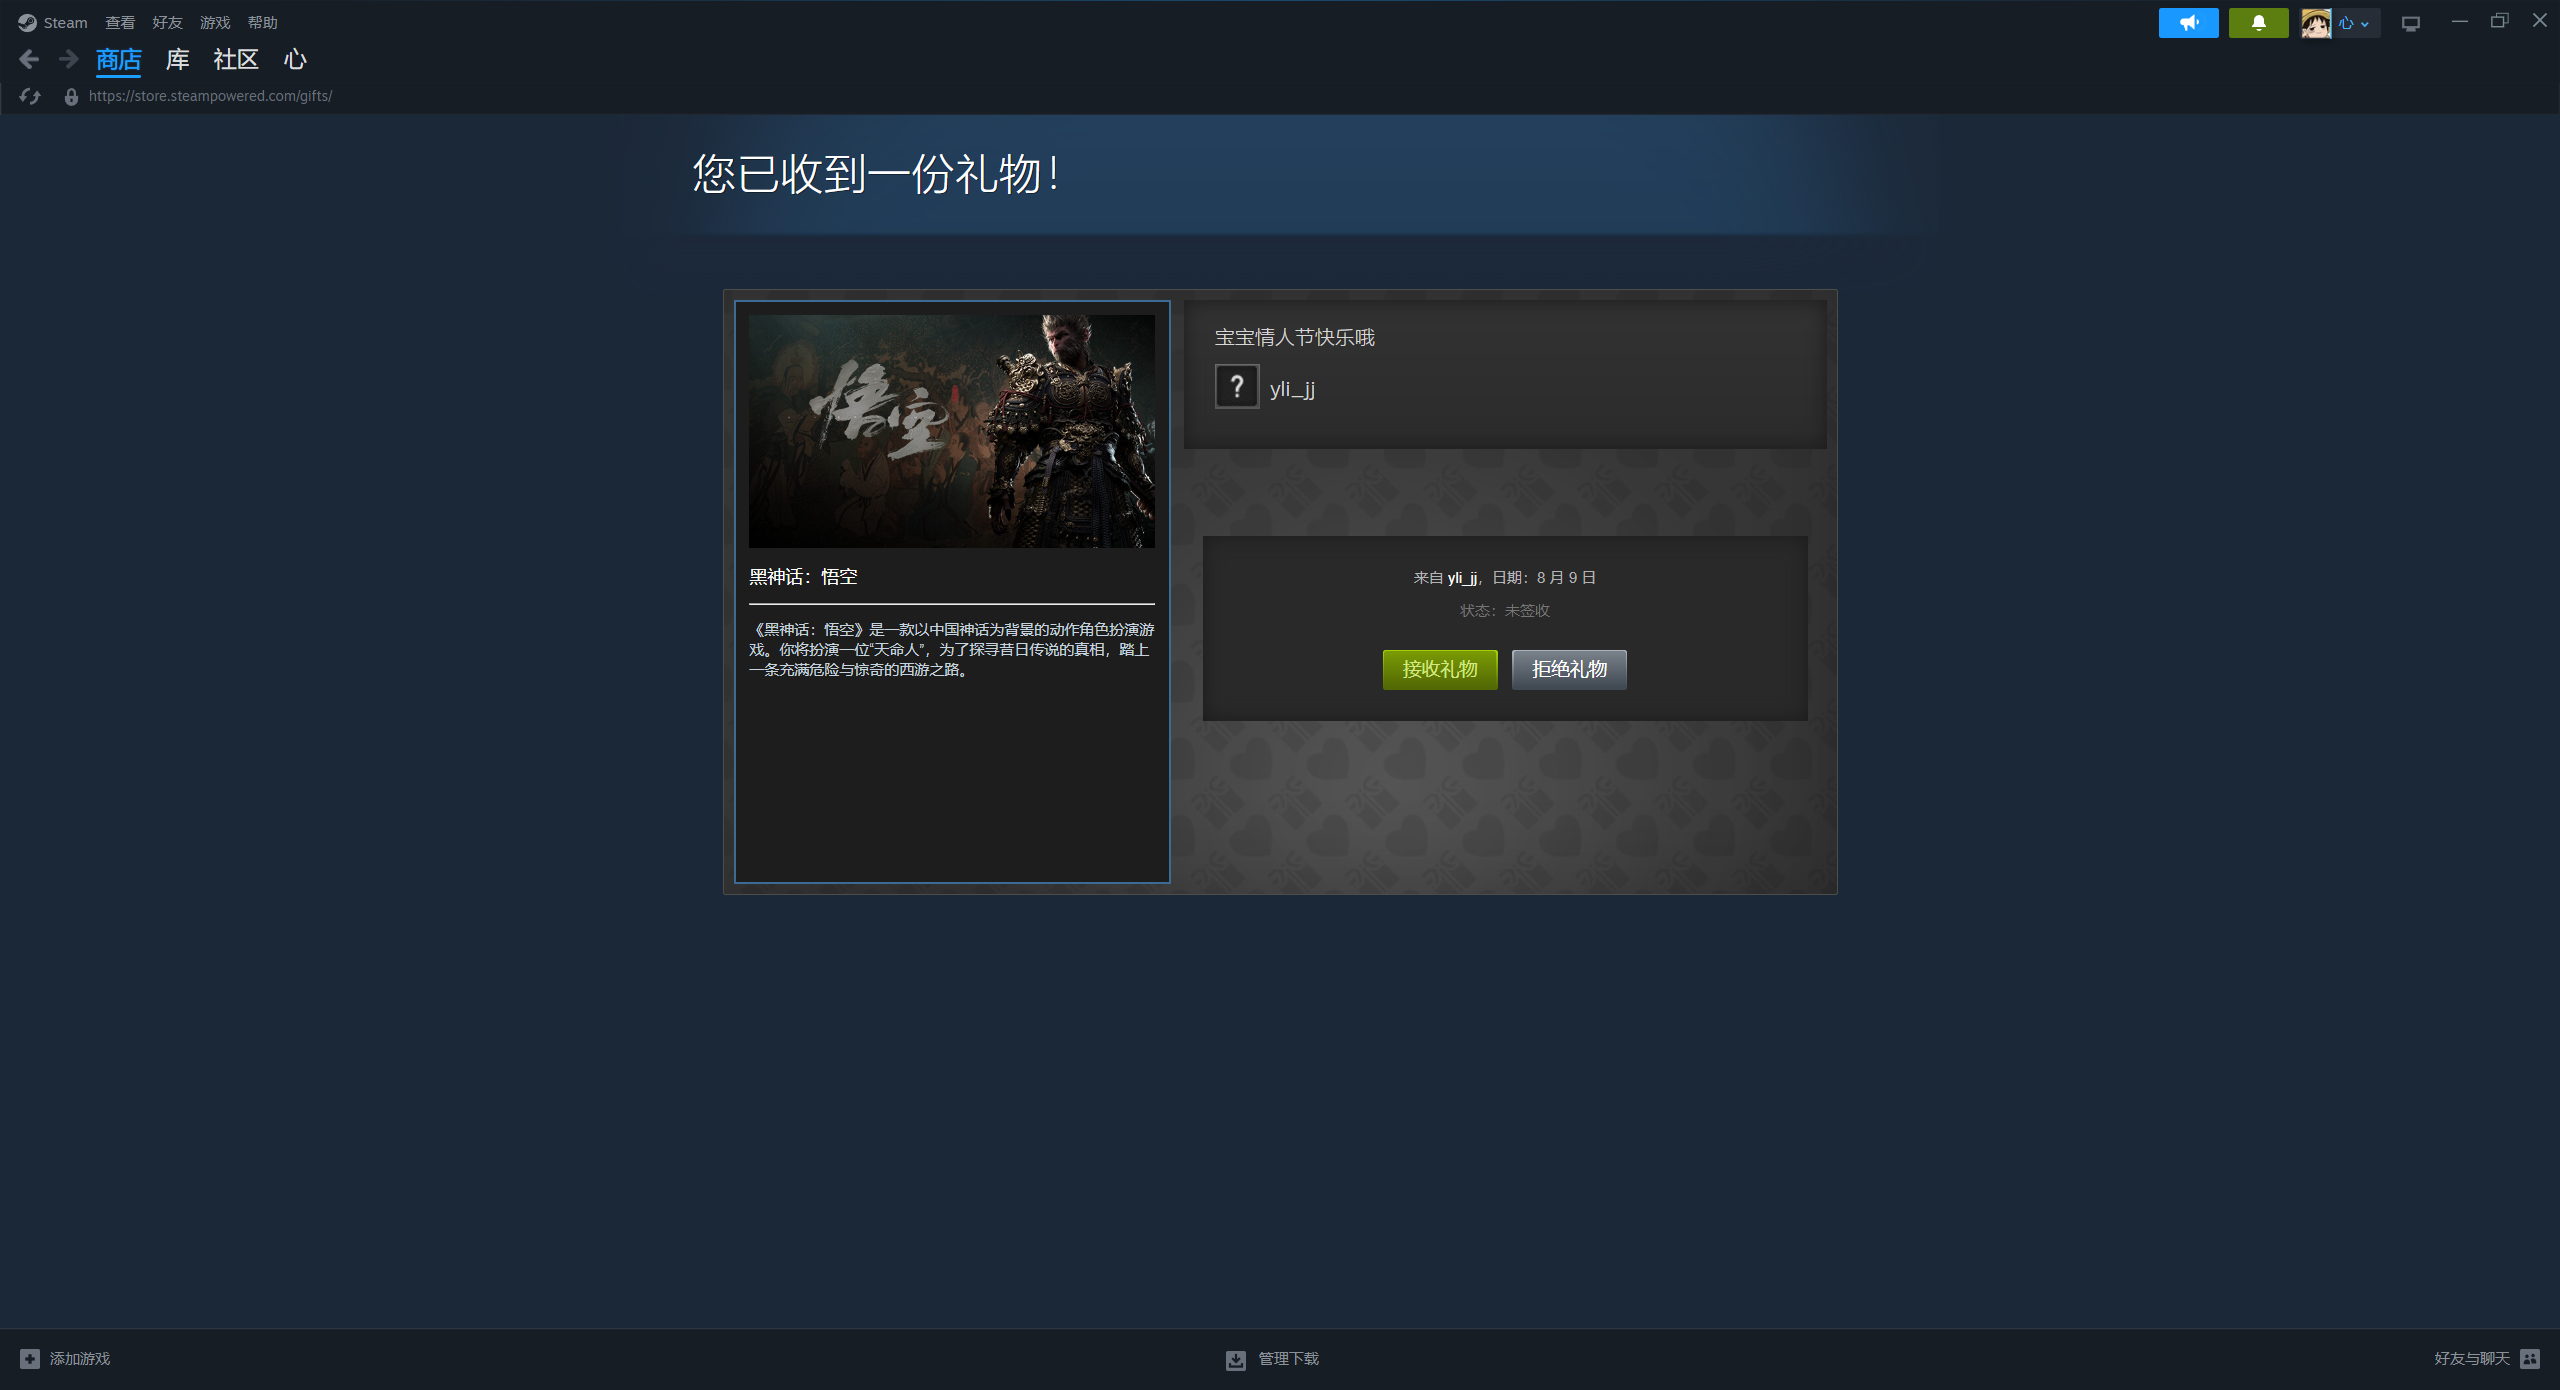 Steam 查看 好友 游戏 帮助
心
商店 库 社区 心
https://store.steampowered.com/gifts/
您已收到一份礼物！
悟空
黑神话：悟空
《黑神话：悟空》是一款以中国神话为背景的动作角色扮演游
戏。你将扮演一位“天命人”，为了探寻昔日传说的真相，踏上
一条充满危险与惊奇的西游之路。
宝宝情人节快乐哦
?
yli_jj
来自 yli_jj，日期：8 月 9 日
状态：未签收
接收礼物 拒绝礼物
添加游戏
管理下载
好友与聊天